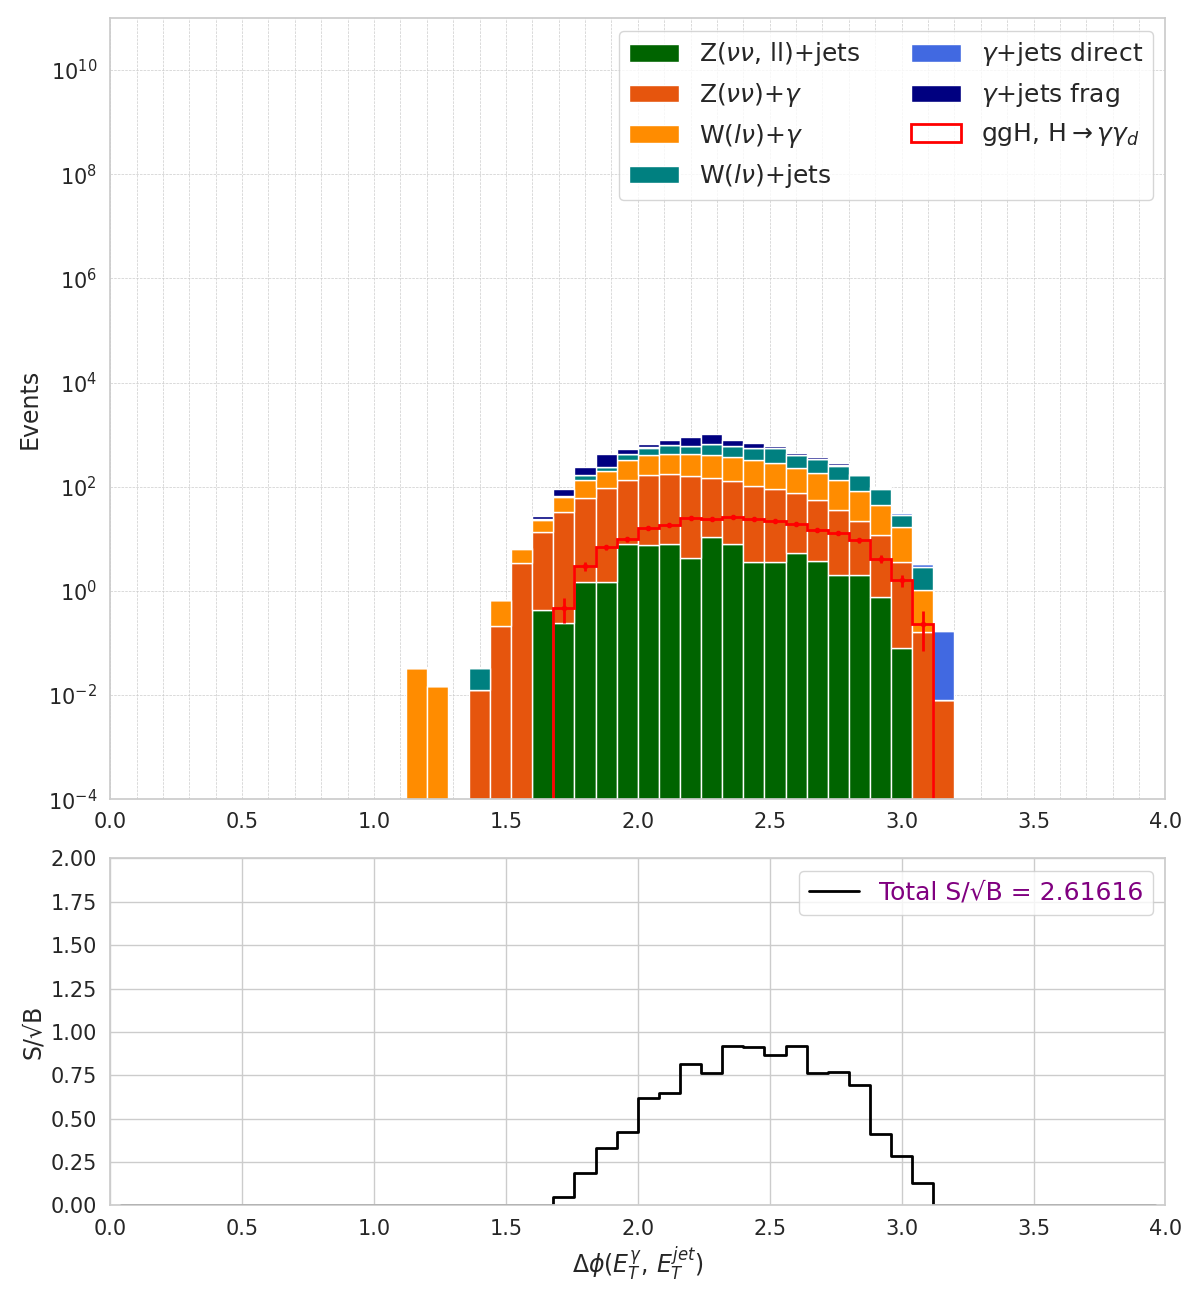 Z(νν, ll)+jets
Z(νν)+γ
W(lν)+γ
W(lν)+jets
γ+jets direct
γ+jets frag
ggH, H→γγ_d
Events
10^10
10^8
10^6
10^4
10^2
10^0
10^−2
10^−4
0.0 0.5 1.0 1.5 2.0 2.5 3.0 3.5 4.0
Total S/√B = 2.61616
S/√B
2.00
1.75
1.50
1.25
1.00
0.75
0.50
0.25
0.00
0.0 0.5 1.0 1.5 2.0 2.5 3.0 3.5 4.0
Δϕ(E_T^γ, E_T^jet)